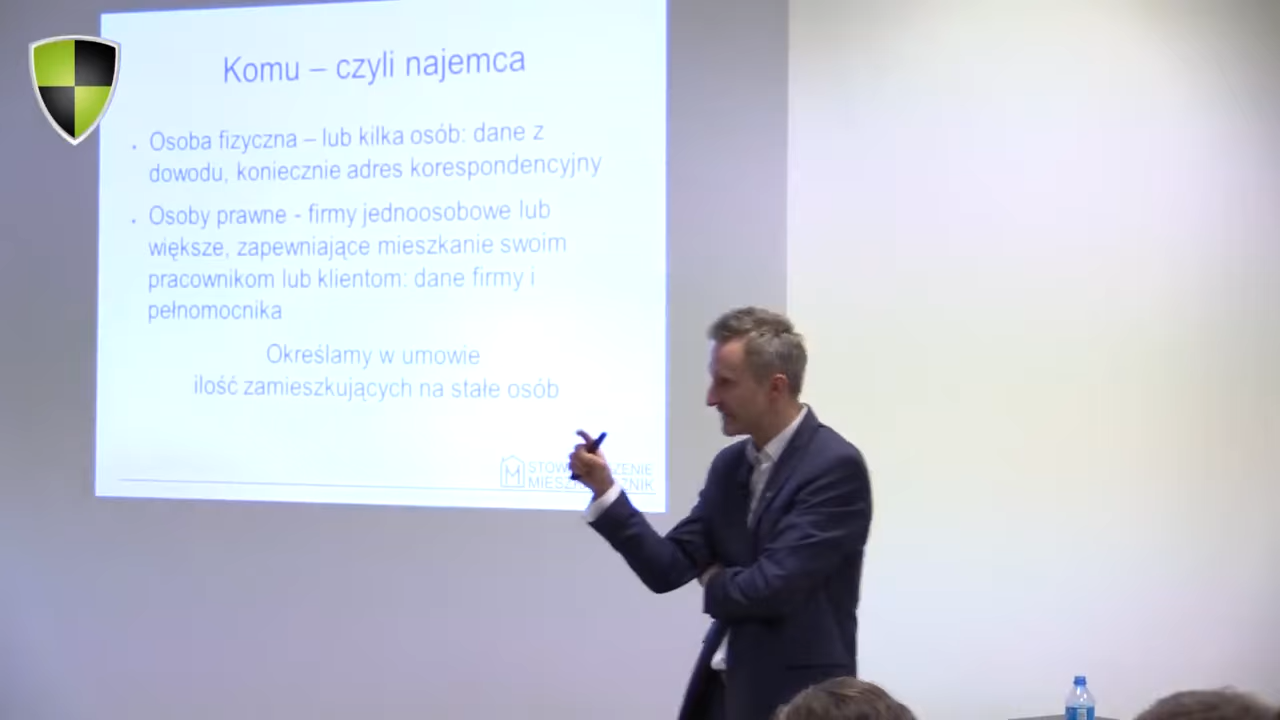 Komu – czyli najemca
Osoba fizyczna – lub kilka osób: dane z
dowodu, koniecznie adres korespondencyjny
Osoby prawne - firmy jednoosobowe lub
większe, zapewniające mieszkanie swoim
pracownikom lub klientom: dane firmy i
pełnomocnika
Określamy w umowie
ilość zamieszkujących na stałe osób